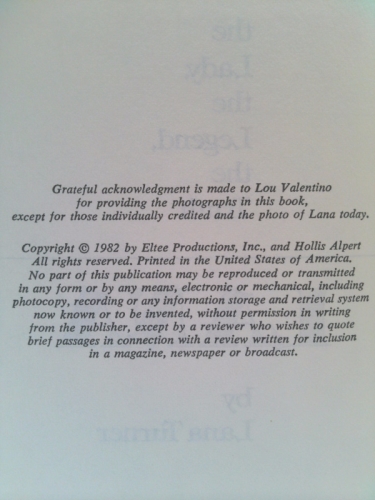 the
Lady,
the
Legend,
the
Grateful acknowledgment is made to Lou Valentino
for providing the photographs in this book,
except for those individually credited and the photo of Lana today.
Copyright © 1982 by Eltee Productions, Inc., and Hollis Alpert
All rights reserved. Printed in the United States of America.
No part of this publication may be reproduced or transmitted
in any form or by any means, electronic or mechanical, including
photocopy, recording or any information storage and retrieval system
now known or to be invented, without permission in writing
from the publisher, except by a reviewer who wishes to quote
brief passages in connection with a review written for inclusion
in a magazine, newspaper or broadcast.
by
Lana Turner